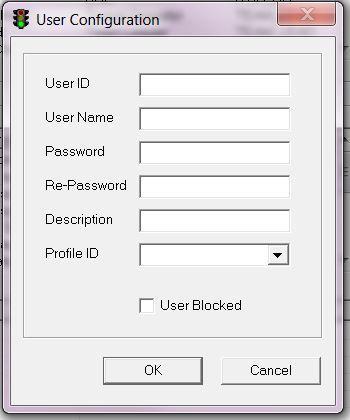 User Configuration
User ID
User Name
Password
Re-Password
Description
Profile ID
User Blocked
OK
Cancel